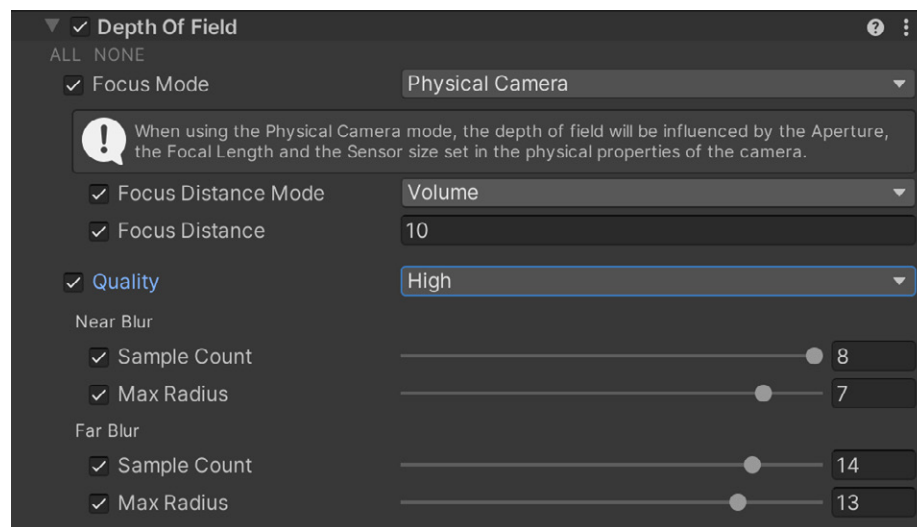 Depth Of Field
ALL NONE
Focus Mode Physical Camera
When using the Physical Camera mode, the depth of field will be influenced by the Aperture,
the Focal Length and the Sensor size set in the physical properties of the camera.
Focus Distance Mode Volume
Focus Distance 10
Quality High
Near Blur
Sample Count 8
Max Radius 7
Far Blur
Sample Count 14
Max Radius 13